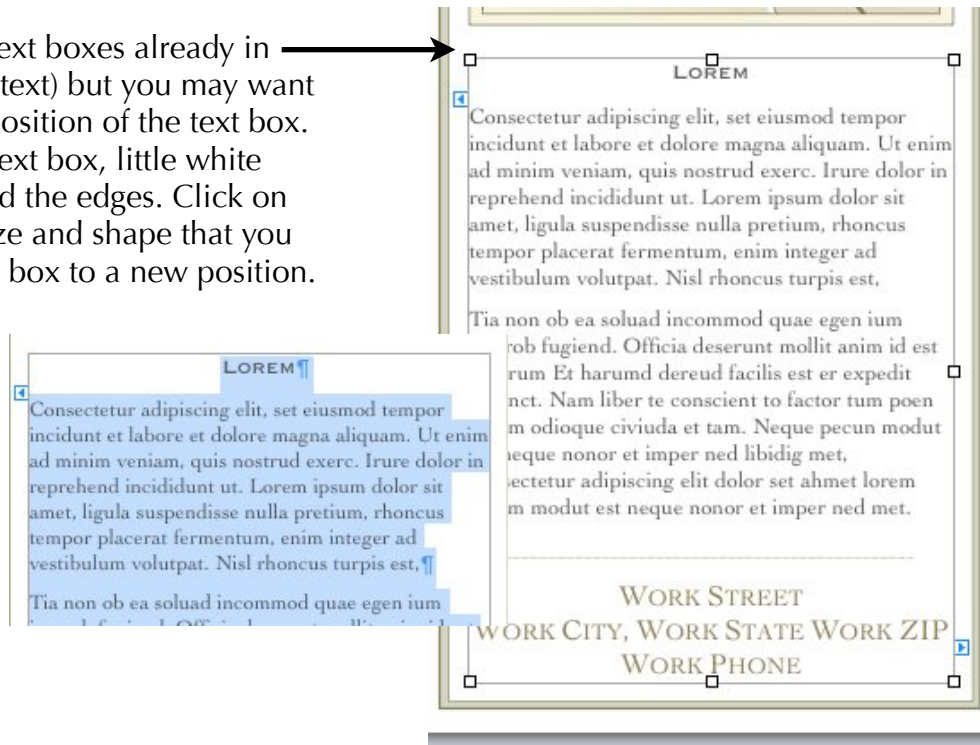 ext boxes already in
text) but you may want
osition of the text box.
ext box, little white
d the edges. Click on
ze and shape that you
box to a new position.
LOREM
Consectetur adipiscing elit, set eiusmod tempor
incidunt et labore et dolore magna aliquam. Ut enim
ad minim veniam, quis nostrud exerc. Irure dolor in
reprehend incididunt ut. Lorem ipsum dolor sit
amet, ligula suspendisse nulla pretium, rhoncus
tempor placerat fermentum, enim integer ad
vestibulum volutpat. Nisl rhoncus turpis est,
Tia non ob ea soluad incommod quae egen ium
rob fugiend. Officia deserunt mollit anim id est
rum Et harumd dereud facilis est er expedit
nct. Nam liber te conscient to factor tum poen
m odioque civiuda et tam. Neque pecun modut
eque nonor et imper ned libidig met,
ectetur adipiscing elit dolor set ahmet lorem
m modut est neque nonor et imper ned met.
WORK STREET
WORK CITY, WORK STATE WORK ZIP
WORK PHONE
LOREM¶
Consectetur adipiscing elit, set eiusmod tempor
incidunt et labore et dolore magna aliquam. Ut enim
ad minim veniam, quis nostrud exerc. Irure dolor in
reprehend incididunt ut. Lorem ipsum dolor sit
amet, ligula suspendisse nulla pretium, rhoncus
tempor placerat fermentum, enim integer ad
vestibulum volutpat. Nisl rhoncus turpis est,¶
Tia non ob ea soluad incommod quae egen ium